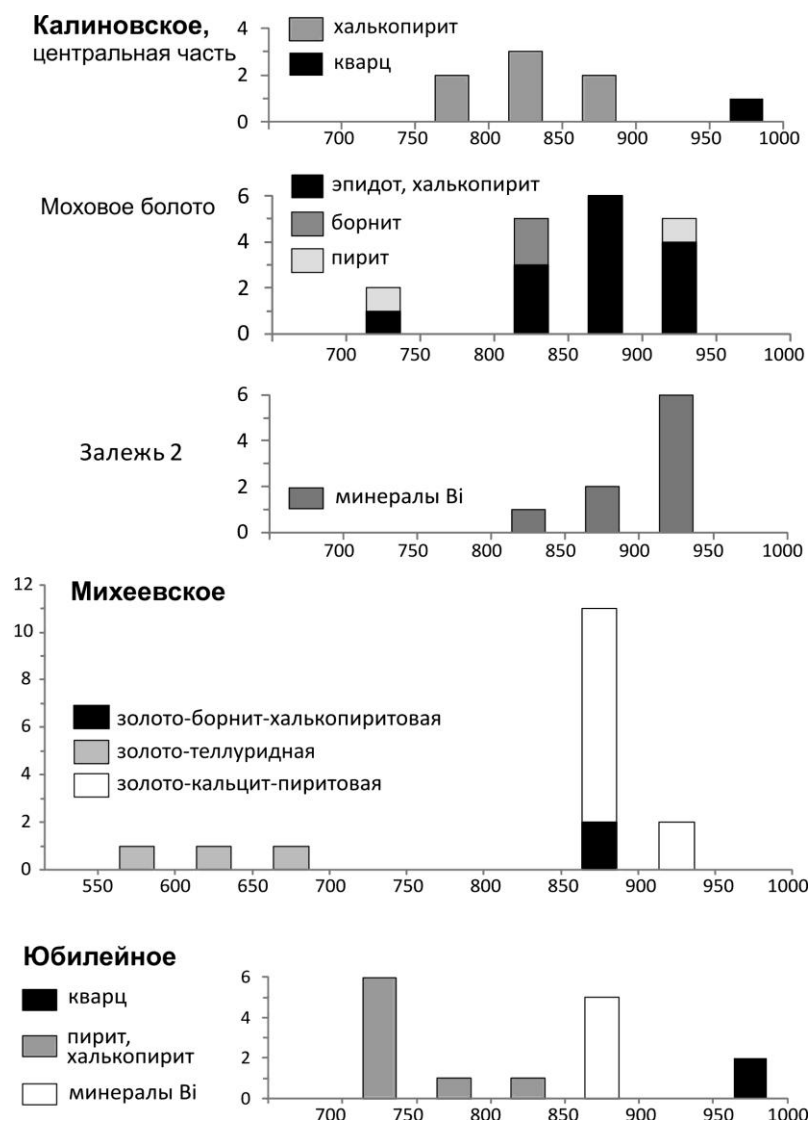 Калиновское,
центральная часть
халькопирит
кварц
4
2
0
700 750 800 850 900 950 1000
Моховое болото
эпидот, халькопирит
борнит
пирит
6
4
2
0
700 750 800 850 900 950 1000
Залежь 2
минералы Bi
6
4
2
0
700 750 800 850 900 950 1000
Михеевское
золото-борнит-халькопиритовая
золото-теллуридная
золото-кальцит-пиритовая
12
10
8
6
4
2
0
550 600 650 700 750 800 850 900 950 1000
Юбилейное
кварц
пирит,
халькопирит
минералы Bi
6
4
2
0
700 750 800 850 900 950 1000